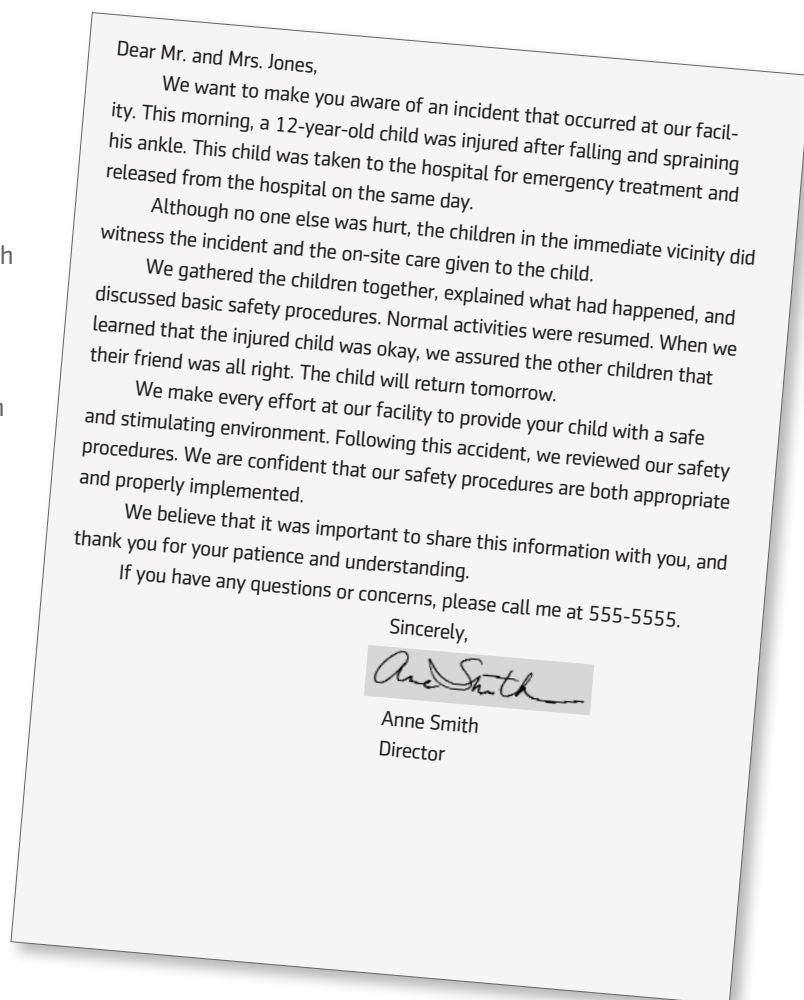 Dear Mr. and Mrs. Jones,
We want to make you aware of an incident that occurred at our facil-
ity. This morning, a 12-year-old child was injured after falling and spraining
his ankle. This child was taken to the hospital for emergency treatment and
released from the hospital on the same day.
Although no one else was hurt, the children in the immediate vicinity did
witness the incident and the on-site care given to the child.
We gathered the children together, explained what had happened, and
discussed basic safety procedures. Normal activities were resumed. When we
learned that the injured child was okay, we assured the other children that
their friend was all right. The child will return tomorrow.
We make every effort at our facility to provide your child with a safe
and stimulating environment. Following this accident, we reviewed our safety
procedures. We are confident that our safety procedures are both appropriate
and properly implemented.
We believe that it was important to share this information with you, and
thank you for your patience and understanding.
If you have any questions or concerns, please call me at 555-5555.
Sincerely,
Anne Smith
Anne Smith
Director